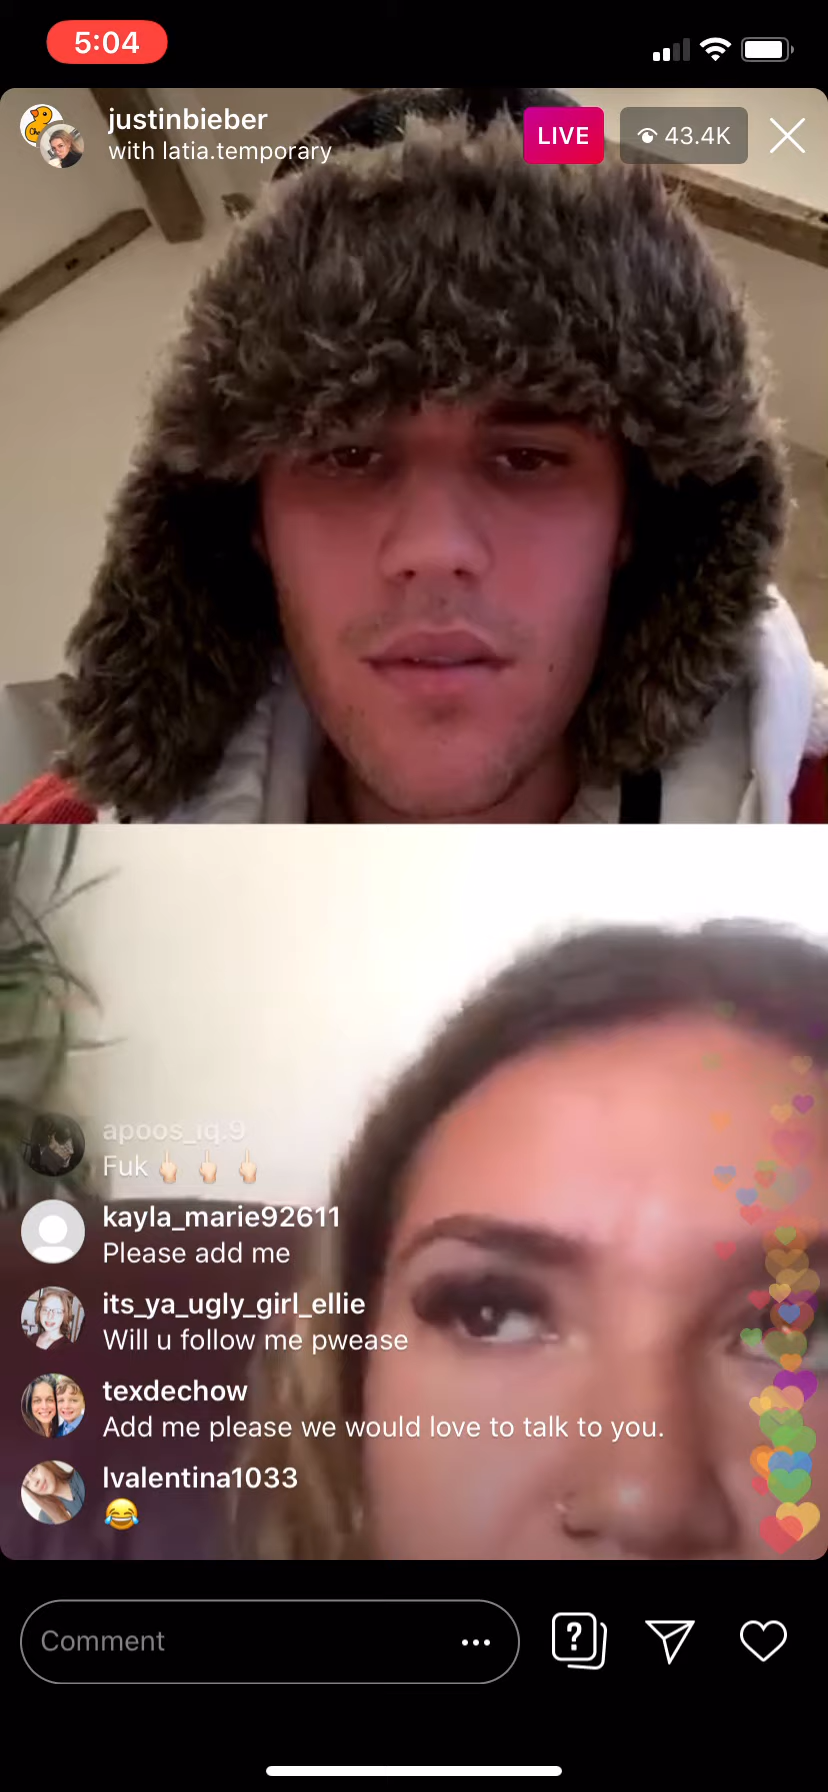 5:04
justinbieber
with latia.temporary
LIVE
43.4K
apoos_iq.9
Fuk🖕🏻🖕🏻🖕🏻
kayla_marie92611
Please add me
its_ya_ugly_girl_ellie
Will u follow me pwease
texdechow
Add me please we would love to talk to you.
lvalentina1033
😂
Comment